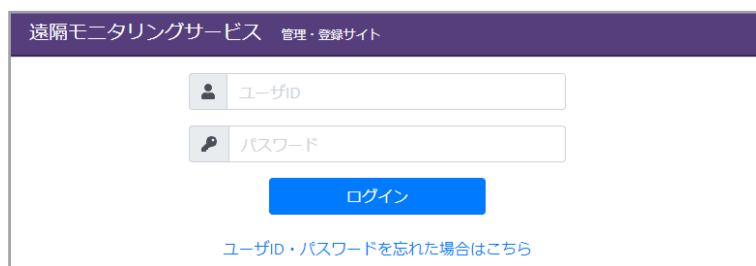 遠隔モニタリングサービス 管理・登録サイト
ユーザID
パスワード
ログイン
ユーザID・パスワードを忘れた場合はこちら